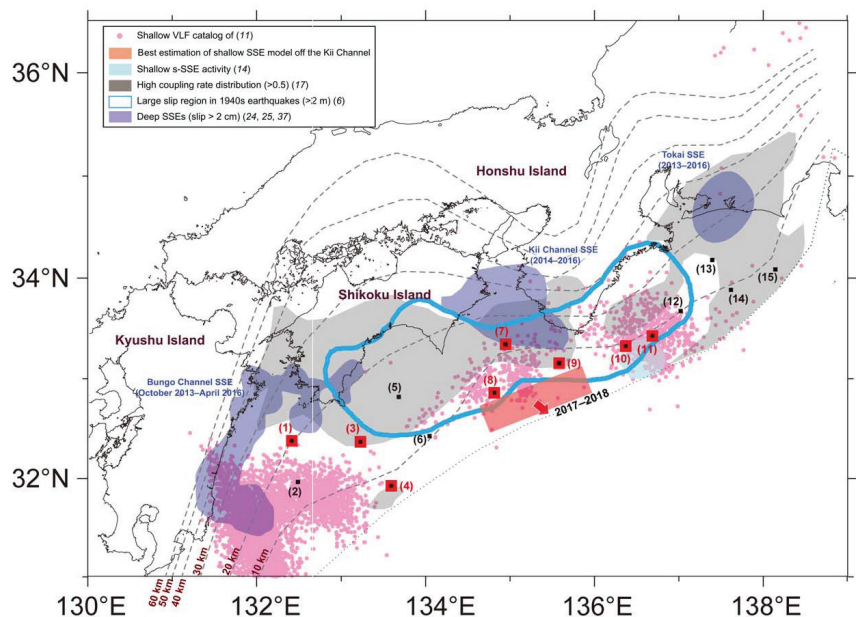 36°N
34°N
32°N
130°E
132°E
134°E
136°E
138°E
Shallow VLF catalog of (11)
Best estimation of shallow SSE model off the Kii Channel
Shallow s-SSE activity (14)
High coupling rate distribution (>0.5) (17)
Large slip region in 1940s earthquakes (>2 m) (6)
Deep SSEs (slip > 2 cm) (24, 25, 37)
Honshu Island
Tokai SSE
(2013–2016)
Kii Channel SSE
(2014–2016)
Shikoku Island
Kyushu Island
Bungo Channel SSE
(October 2013–April 2016)
(1)
(2)
(3)
(4)
(5)
(6)
(7)
(8)
(9)
(10)
(11)
(12)
(13)
(14)
(15)
2017–2018
60 km
50 km
40 km
30 km
20 km
10 km